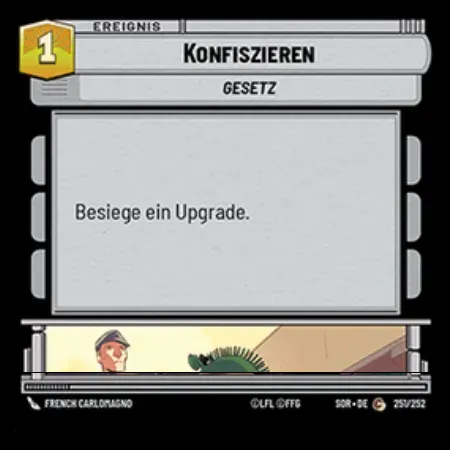 EREIGNIS
1
KONFISZIEREN
GESETZ
Besiege ein Upgrade.
FRENCH CARLOMAGNO
©LFL ©FFG
SOR • DE
C
251/252